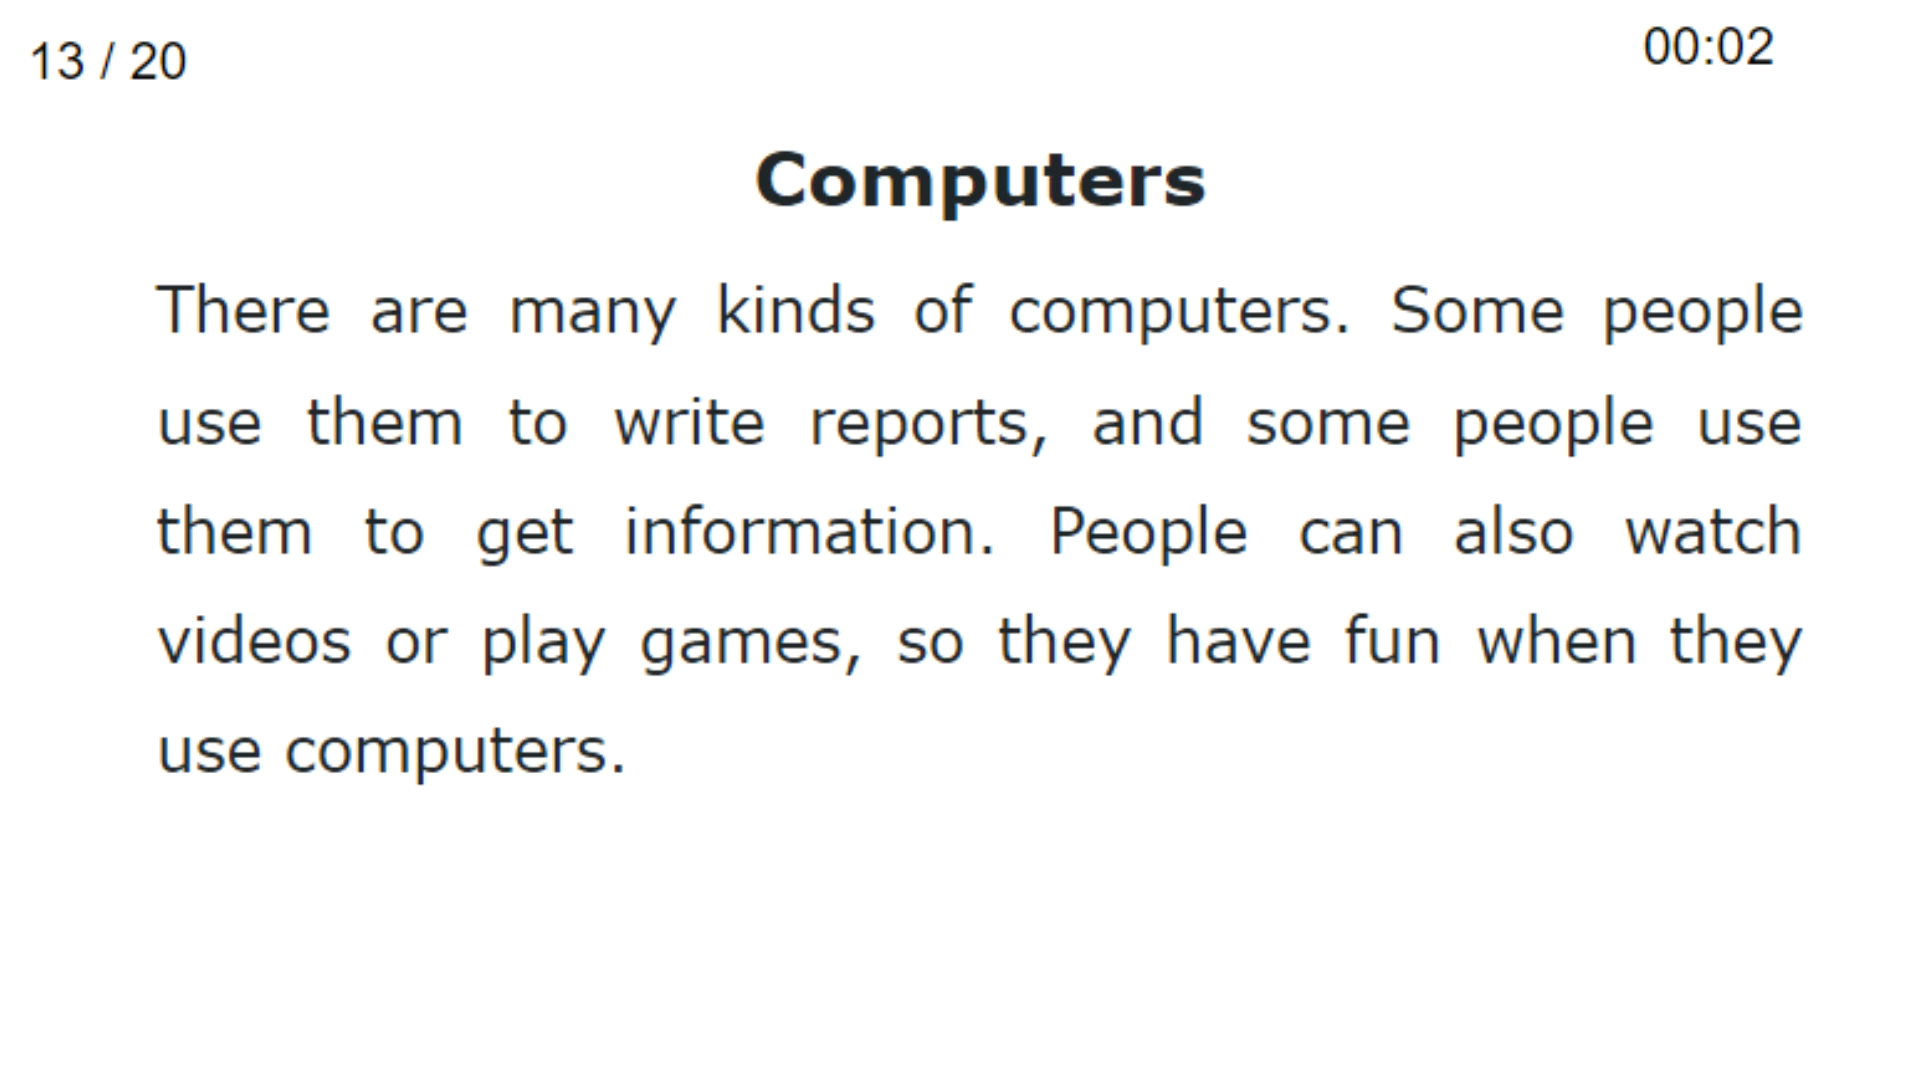 13 / 20
00:02
Computers
There are many kinds of computers. Some people
use them to write reports, and some people use
them to get information. People can also watch
videos or play games, so they have fun when they
use computers.